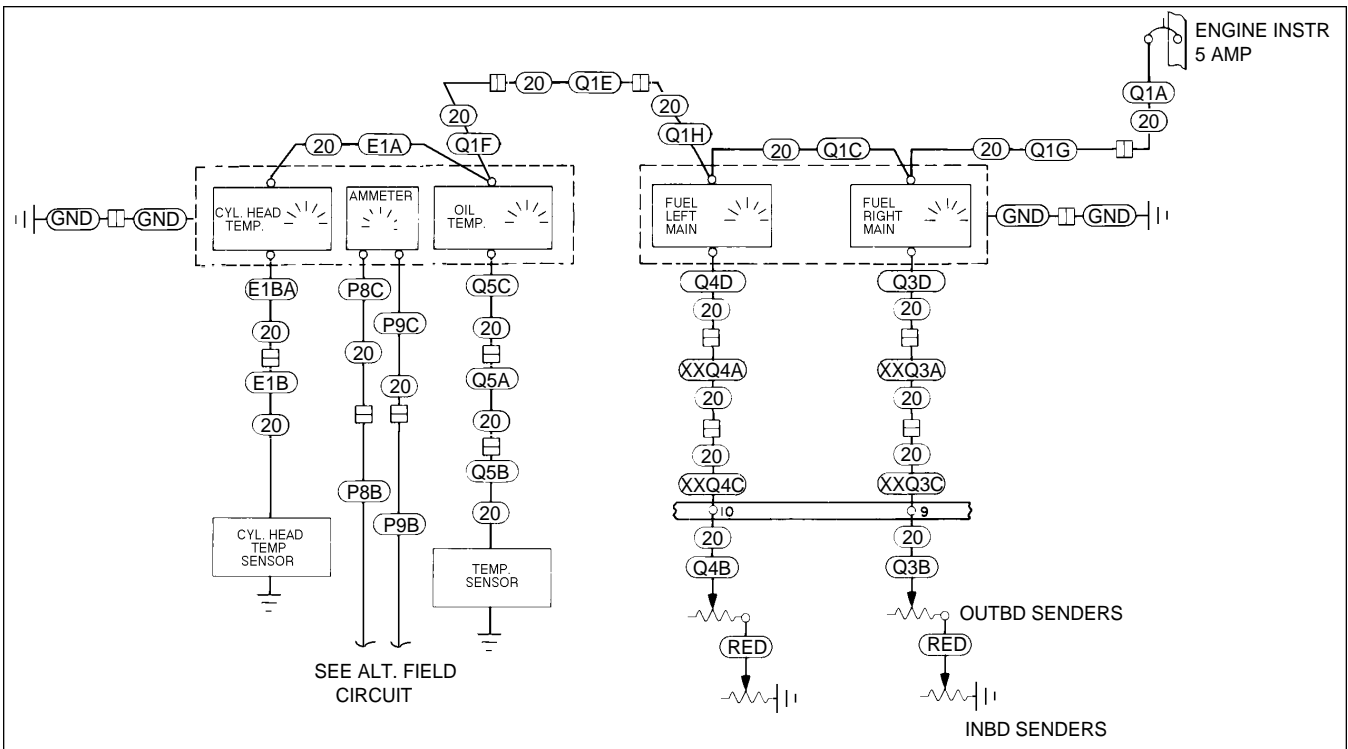 ENGINE INSTR
5 AMP
Q1A
20
20 Q1E
20
Q1F
20
Q1H
20 E1A
20 Q1C
20 Q1G
GND GND
CYL. HEAD
TEMP.
AMMETER
OIL
TEMP.
FUEL
LEFT
MAIN
FUEL
RIGHT
MAIN
GND GND
E1BA
20
E1B
20
P8C
20
P8B
P9C
20
P9B
Q5C
20
Q5A
20
Q5B
20
Q4D
20
XXQ4A
20
20
XXQ4C
10
20
Q4B
Q3D
20
XXQ3A
20
20
XXQ3C
9
20
Q3B
CYL. HEAD
TEMP
SENSOR
TEMP.
SENSOR
OUTBD SENDERS
RED
RED
SEE ALT. FIELD
CIRCUIT
INBD SENDERS